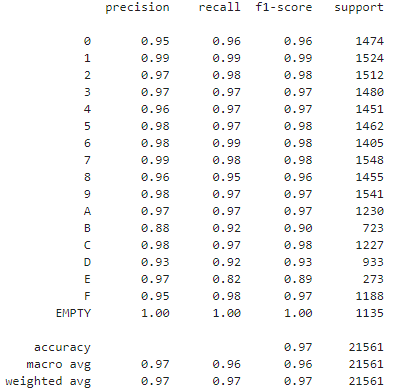 precision recall f1-score support
0 0.95 0.96 0.96 1474
1 0.99 0.99 0.99 1524
2 0.97 0.98 0.98 1512
3 0.97 0.97 0.97 1480
4 0.96 0.97 0.97 1451
5 0.98 0.97 0.98 1462
6 0.98 0.99 0.98 1405
7 0.99 0.98 0.98 1548
8 0.96 0.95 0.96 1455
9 0.98 0.97 0.97 1541
A 0.97 0.97 0.97 1230
B 0.88 0.92 0.90 723
C 0.98 0.97 0.98 1227
D 0.93 0.92 0.93 933
E 0.97 0.82 0.89 273
F 0.95 0.98 0.97 1188
EMPTY 1.00 1.00 1.00 1135
accuracy 0.97 21561
macro avg 0.97 0.96 0.96 21561
weighted avg 0.97 0.97 0.97 21561